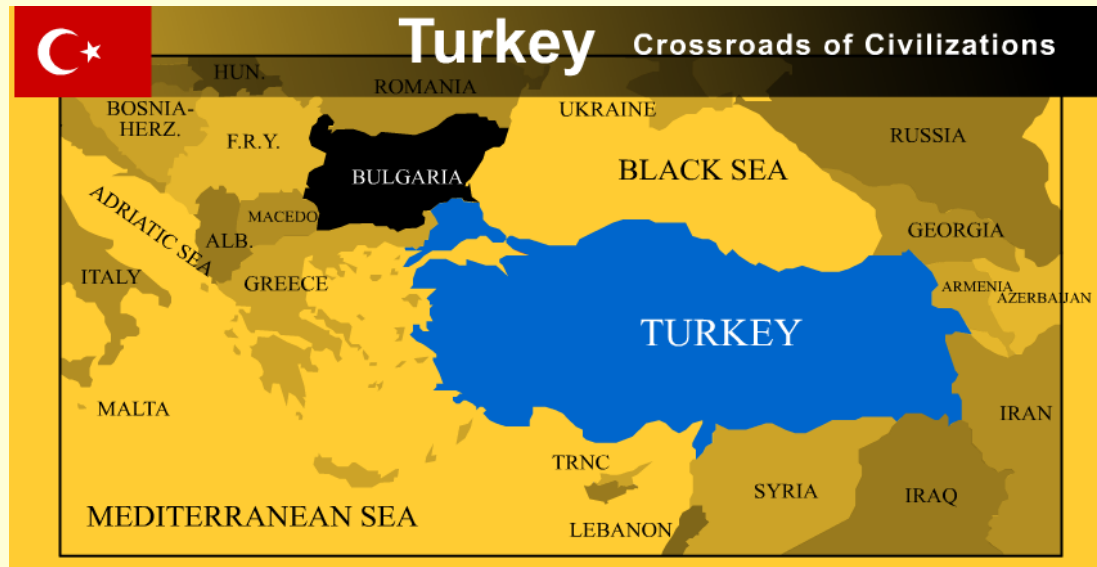 Turkey Crossroads of Civilizations
HUN.
ROMANIA
BOSNIA-
HERZ.
UKRAINE
F.R.Y.
RUSSIA
BULGARIA
BLACK SEA
ADRIATIC SEA
MACEDO
ALB.
GEORGIA
ITALY
GREECE
ARMENIA
AZERBAIJAN
TURKEY
MALTA
IRAN
TRNC
SYRIA
IRAQ
MEDITERRANEAN SEA
LEBANON